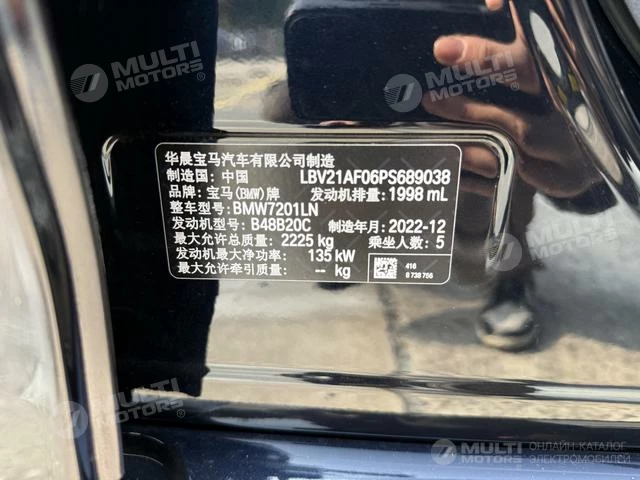 MULTI MOTORS
MULTI MOTORS
华晨宝马汽车有限公司制造
制造国：中国 LBV21AF06PS689038
品牌：宝马(BMW)牌 发动机排量：1998 mL
整车型号：BMW7201LN
发动机型号：B48B20C 制造年月：2022-12
最大允许总质量：2225 kg 乘坐人数：5
发动机最大净功率：135 kW
最大允许牵引质量：-- kg
416
8 738 756
MULTI MOTORS
MULTI MOTORS
MULTI MOTORS ОНЛАЙН-КАТАЛОГ ЭЛЕКТРОМОБИЛЕЙ